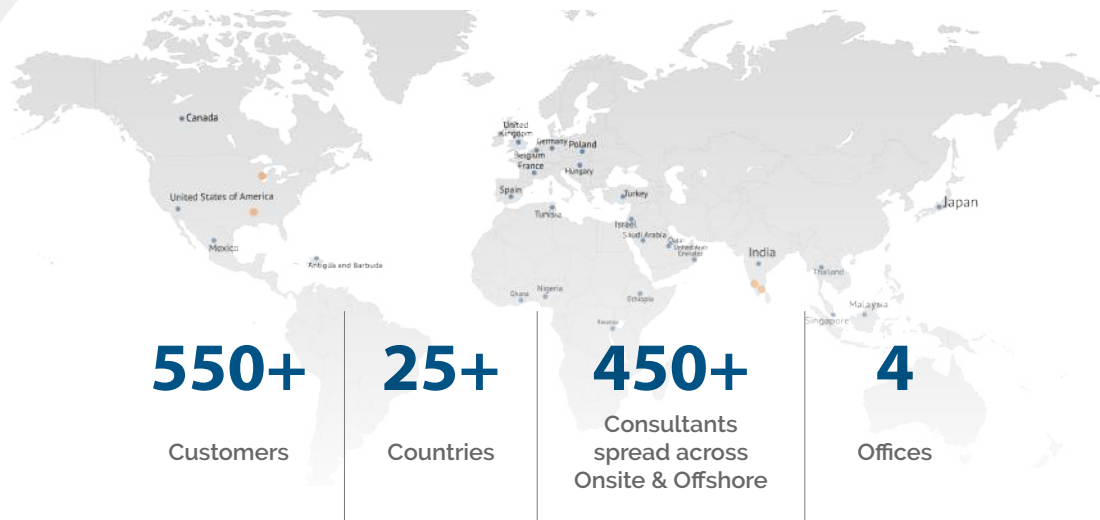 Canada
United States of America
Mexico
Antigua and Barbuda
United
Kingdom
Germany
Poland
Belgium
France
Hungary
Spain
Turkey
Tunisia
Israel
Saudi Arabia
Qatar
United Arab
Emirates
Japan
India
Thailand
Ghana
Nigeria
Ethiopia
Rwanda
Malaysia
Singapore
550+
Customers
25+
Countries
450+
Consultants
spread across
Onsite & Offshore
4
Offices